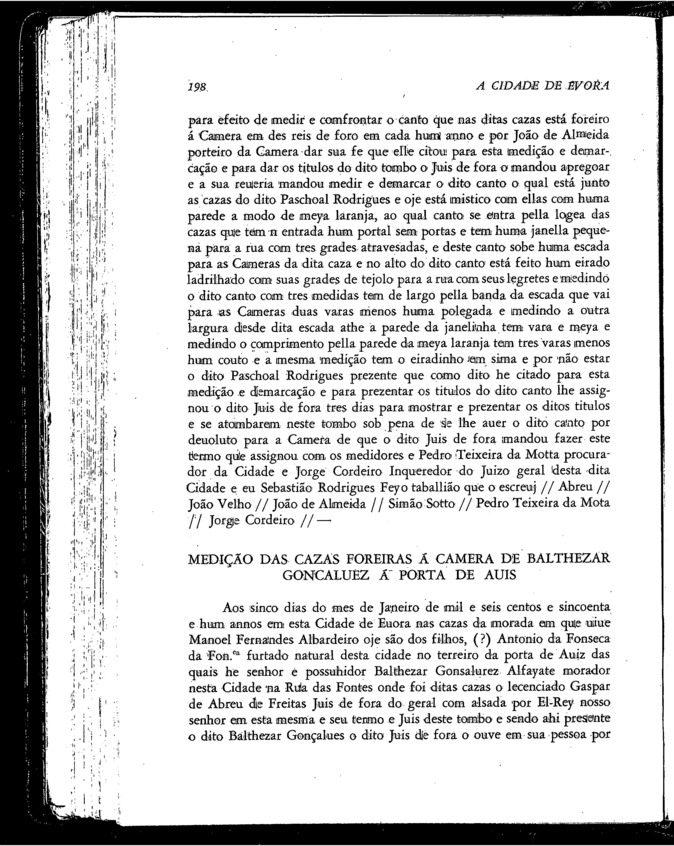 198
A CIDADE DE EVORA
para efeito de medir e comfrontar o canto que nas ditas cazas está foreiro
á Camera em des reis de foro em cada hum anno e por João de Almeida
porteiro da Camera dar sua fe que elle citou para esta medição e demar-
cação e para dar os titulos do dito tombo o Juis de fora o mandou apregoar
e a sua reueria mandou medir e demarcar o dito canto o qual está junto
as cazas do dito Paschoal Rodrigues e oje está mistico com ellas com huma
parede a modo de meya laranja, ao qual canto se entra pella logea das
cazas que tem n entrada hum portal sem portas e tem huma janella peque-
na para a rua com tres grades atravesadas, e deste canto sobe huma escada
para as Cameras da dita caza e no alto do dito canto está feito hum eirado
ladrilhado com suas grades de tejolo para a rua com seus legretes e medindo
o dito canto com tres medidas tem de largo pella banda da escada que vai
para as Cameras duas varas menos huma polegada e medindo a outra
largura desde dita escada athe a parede da janelinha tem vara e meya e
medindo o comprimento pella parede da meya laranja tem tres varas menos
hum couto e a mesma medição tem o eiradinho em sima e por não estar
o dito Paschoal Rodrigues prezente que como dito he citado para esta
medição e demarcação e para prezentar os titulos do dito canto lhe assig-
nou o dito Juis de fora tres dias para mostrar e prezentar os ditos titulos
e se atombarem neste tombo sob pena de se lhe auer o dito canto por
deuoluto para a Camera de que o dito Juis de fora mandou fazer este
termo que assignou com os medidores e Pedro Teixeira da Motta procura-
dor da Cidade e Jorge Cordeiro Inqueredor do Juizo geral desta dita
Cidade e eu Sebastião Rodrigues Feyo taballião que o escreuj // Abreu //
João Velho // João de Almeida // Simão Sotto // Pedro Teixeira da Mota
// Jorge Cordeiro // —
MEDIÇÃO DAS CAZAS FOREIRAS Á CAMERA DE BALTHEZAR
GONCALUEZ Á PORTA DE AUIS
Aos sinco dias do mes de Janeiro de mil e seis centos e sincoenta
e hum annos em esta Cidade de Euora nas cazas da morada em que uiue
Manoel Fernandes Albardeiro oje são dos filhos, (?) Antonio da Fonseca
da Fon.ca furtado natural desta cidade no terreiro da porta de Auiz das
quais he senhor e possuhidor Balthezar Gonsalurez Alfayate morador
nesta Cidade na Rua das Fontes onde foi ditas cazas o lecenciado Gaspar
de Abreu de Freitas Juis de fora do geral com alsada por El-Rey nosso
senhor em esta mesma e seu termo e Juis deste tombo e sendo ahi presente
o dito Balthezar Gonçalues o dito Juis de fora o ouve em sua pessoa por